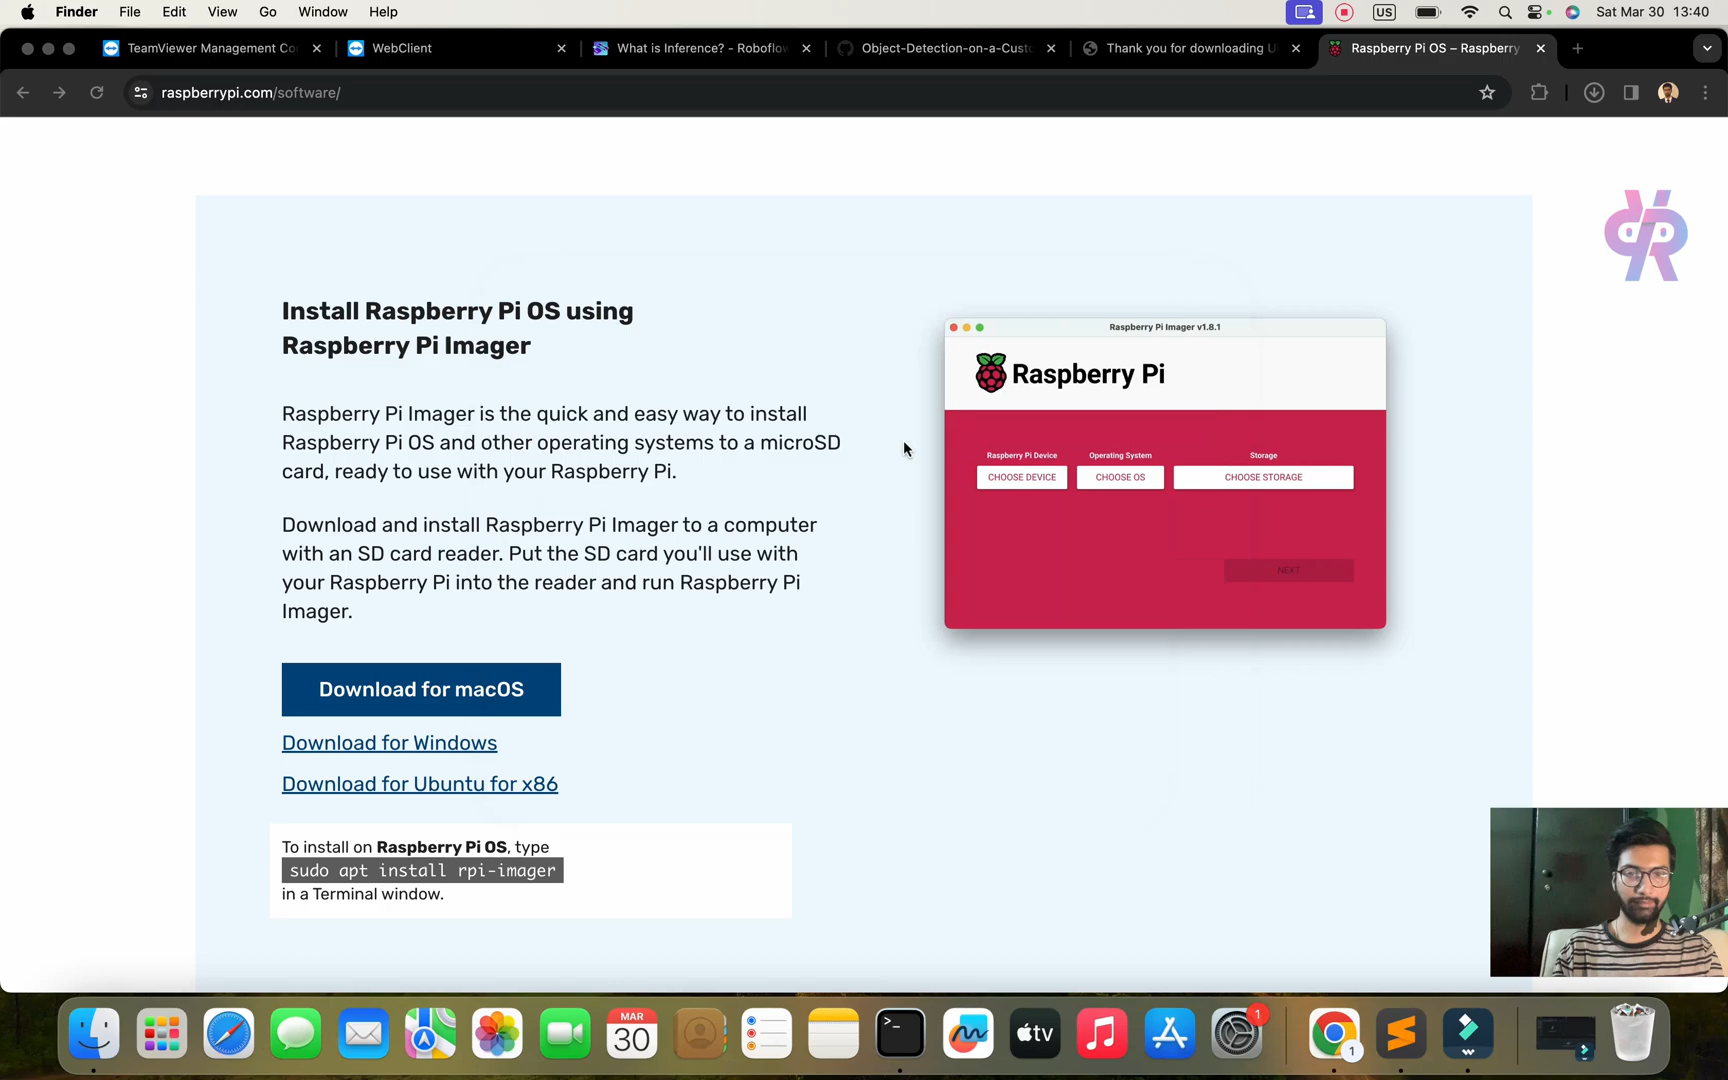 Finder File Edit View Go Window Help US Sat Mar 30 13:40
TeamViewer Management Co
WebClient
What is Inference? - Roboflow
Object-Detection-on-a-Custo
Thank you for downloading U
Raspberry Pi OS – Raspberry
raspberrypi.com/software/
Install Raspberry Pi OS using
Raspberry Pi Imager
Raspberry Pi Imager is the quick and easy way to install
Raspberry Pi OS and other operating systems to a microSD
card, ready to use with your Raspberry Pi.
Download and install Raspberry Pi Imager to a computer
with an SD card reader. Put the SD card you'll use with
your Raspberry Pi into the reader and run Raspberry Pi
Imager.
Download for macOS
Download for Windows
Download for Ubuntu for x86
To install on Raspberry Pi OS, type
sudo apt install rpi-imager
in a Terminal window.
Raspberry Pi Imager v1.8.1
Raspberry Pi
Raspberry Pi Device Operating System Storage
CHOOSE DEVICE CHOOSE OS CHOOSE STORAGE
NEXT
MAR
30
>_
tv
1
1